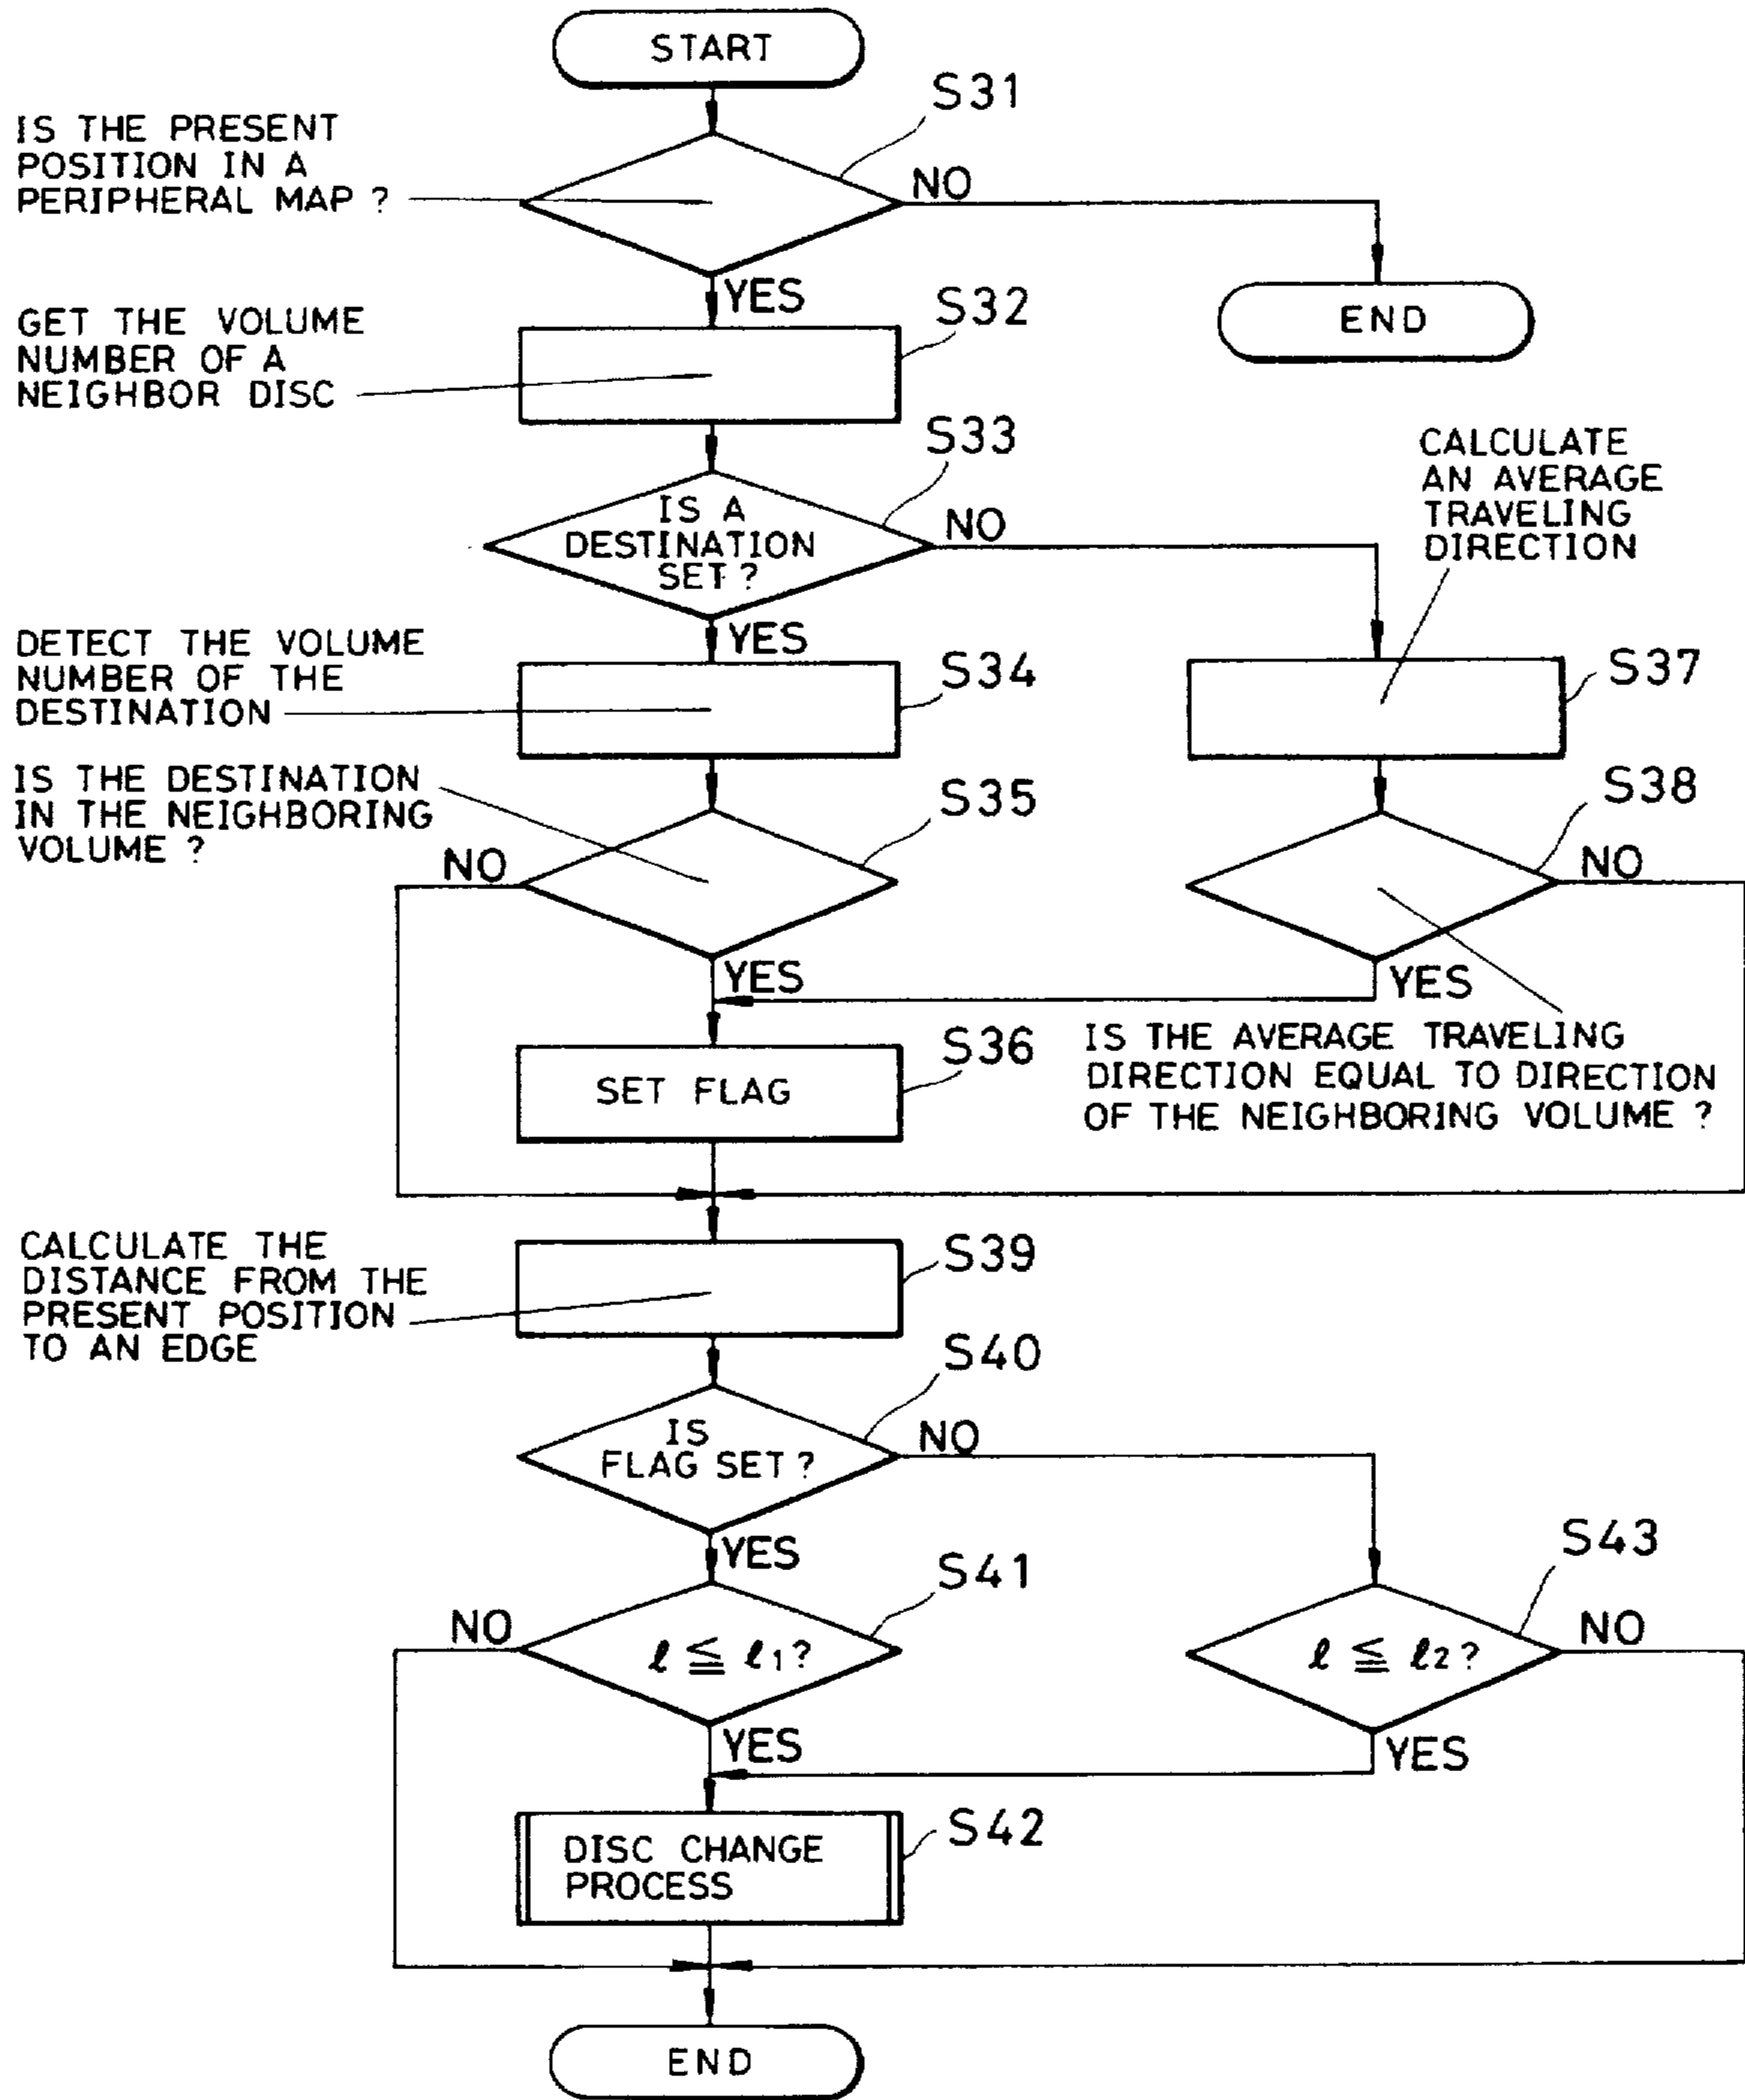 START
S31
IS THE PRESENT
POSITION IN A
PERIPHERAL MAP ?
NO
YES
END
S32
GET THE VOLUME
NUMBER OF A
NEIGHBOR DISC
S33
IS A
DESTINATION
SET ?
NO
YES
CALCULATE
AN AVERAGE
TRAVELING
DIRECTION
DETECT THE VOLUME
NUMBER OF THE
DESTINATION
S34
S37
IS THE DESTINATION
IN THE NEIGHBORING
VOLUME ?
S35
NO
YES
S38
NO
YES
IS THE AVERAGE TRAVELING
DIRECTION EQUAL TO DIRECTION
OF THE NEIGHBORING VOLUME ?
S36
SET FLAG
CALCULATE THE
DISTANCE FROM THE
PRESENT POSITION
TO AN EDGE
S39
S40
IS
FLAG SET ?
NO
YES
S41
NO
ℓ ≦ ℓ1?
YES
S43
ℓ ≦ ℓ2?
NO
YES
S42
DISC CHANGE
PROCESS
END